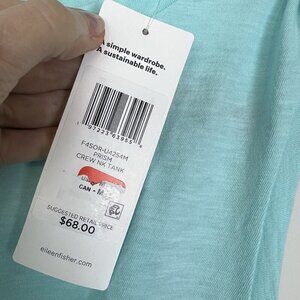 A simple wardrobe.
A sustainable life.
F4SOR-U4254M
PRISM
CREW NK TANK
CAN • M
SUGGESTED RETAIL PRICE
$68.00
eileenfisher.com